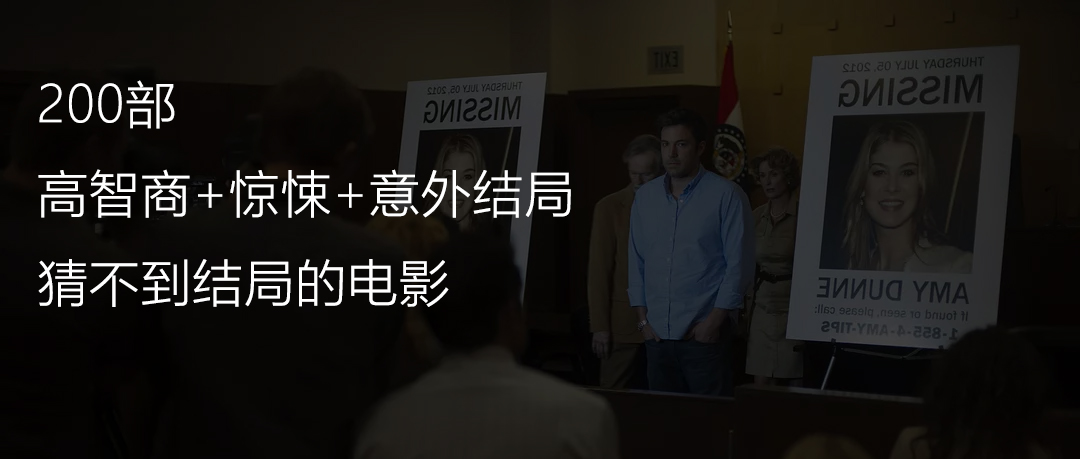 200部
高智商+惊悚+意外结局
猜不到结局的电影
EXIT
THURSDAY JULY 05, 2012
MISSING
THURSDAY JULY 05, 2012
MISSING
AMY DUNNE
If found or seen, please call:
1-855-4-AMY-TIPS